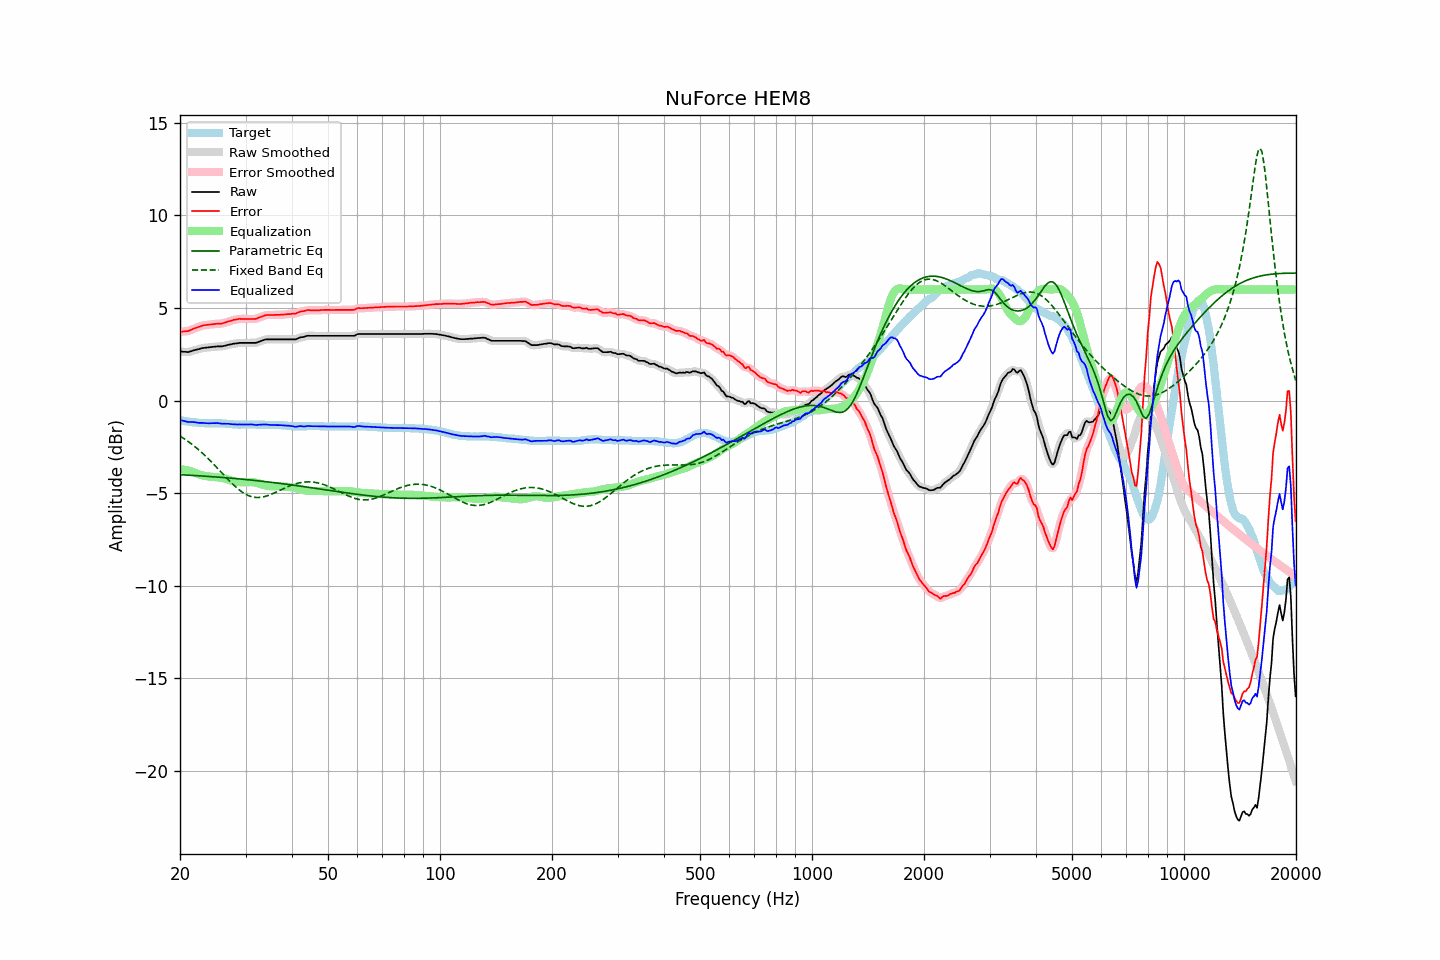 NuForce HEM8
15
10
5
0
−5
−10
−15
−20
Amplitude (dBr)
Target
Raw Smoothed
Error Smoothed
Raw
Error
Equalization
Parametric Eq
Fixed Band Eq
Equalized
20
50
100
200
500
1000
2000
5000
10000
20000
Frequency (Hz)